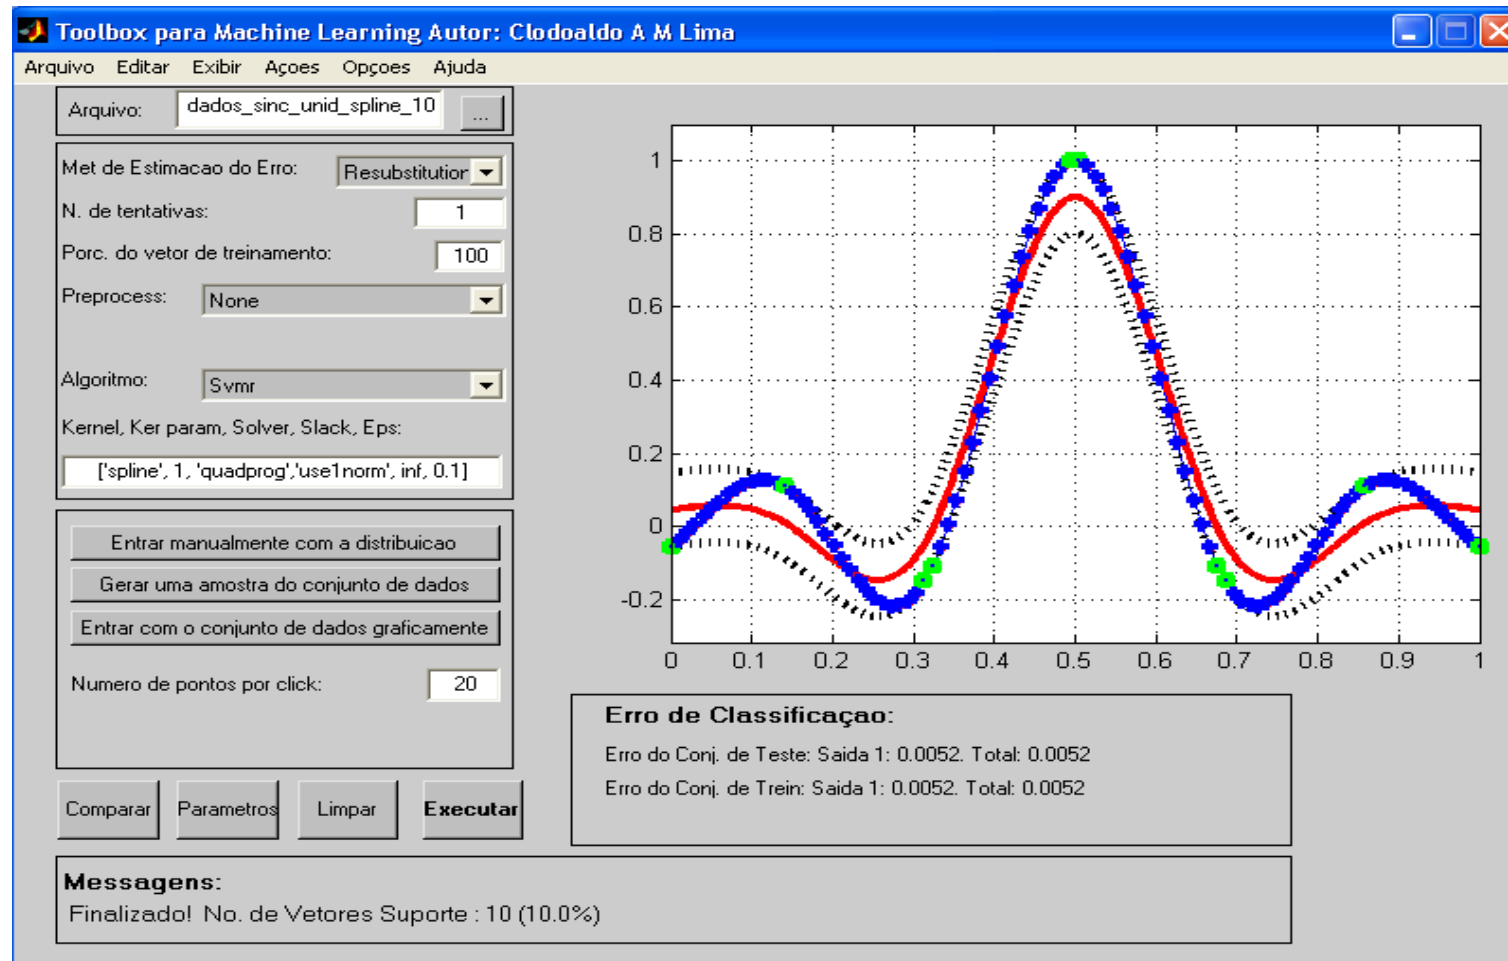 Toolbox para Machine Learning Autor: Clodoaldo A M Lima
Arquivo Editar Exibir Açoes Opçoes Ajuda
Arquivo: dados_sinc_unid_spline_10 ...
Met de Estimacao do Erro: Resubstitution
N. de tentativas: 1
Porc. do vetor de treinamento: 100
Preprocess: None
Algoritmo: Svmr
Kernel, Ker param, Solver, Slack, Eps:
['spline', 1, 'quadprog','use1norm', inf, 0.1]
Entrar manualmente com a distribuicao
Gerar uma amostra do conjunto de dados
Entrar com o conjunto de dados graficamente
Numero de pontos por click: 20
Comparar Parametros Limpar Executar
1
0.8
0.6
0.4
0.2
0
-0.2
0 0.1 0.2 0.3 0.4 0.5 0.6 0.7 0.8 0.9 1
Erro de Classificaçao:
Erro do Conj. de Teste: Saida 1: 0.0052. Total: 0.0052
Erro do Conj. de Trein: Saida 1: 0.0052. Total: 0.0052
Messagens:
Finalizado! No. de Vetores Suporte : 10 (10.0%)